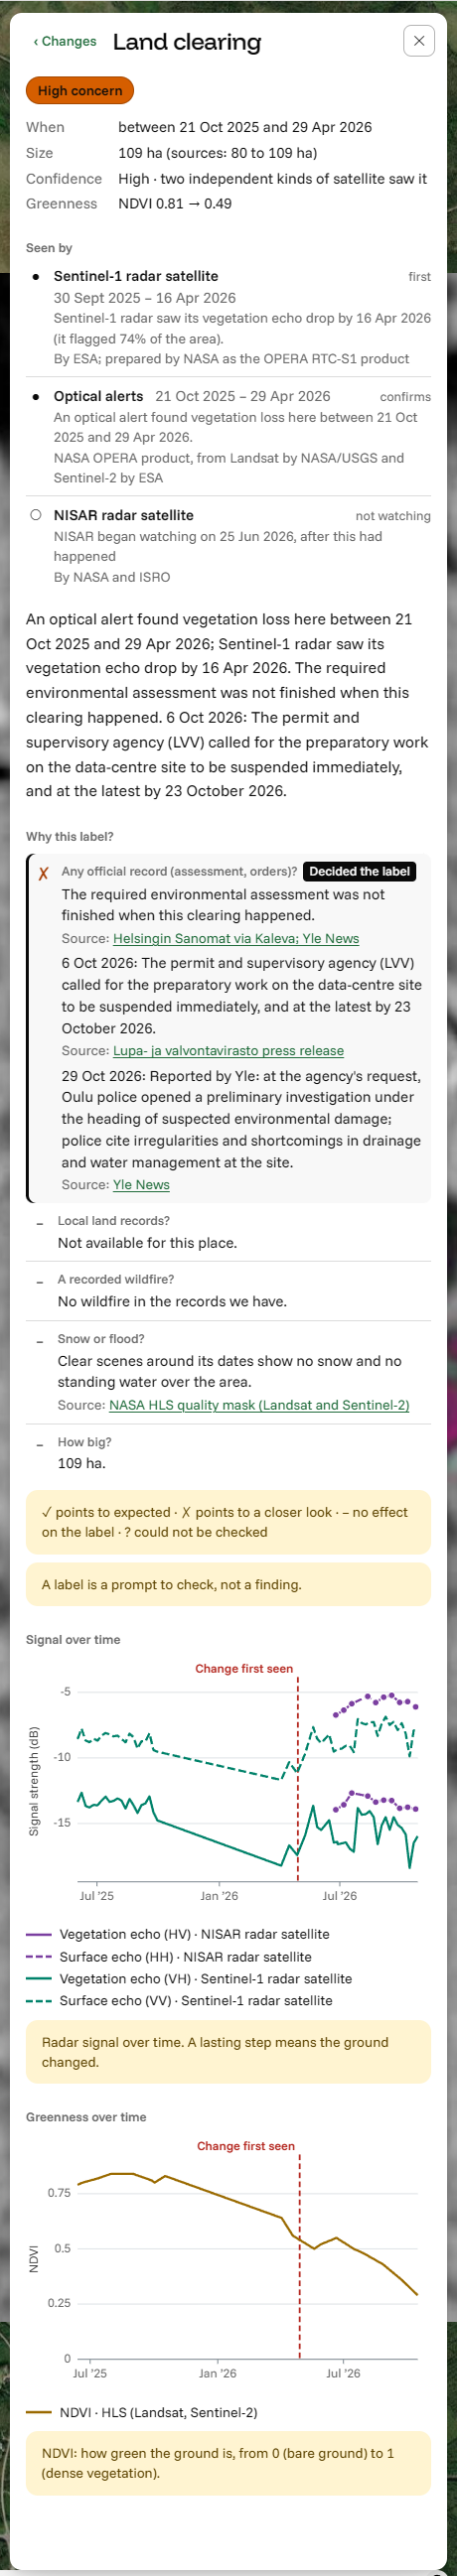 ‹ Changes Land clearing
High concern
When between 21 Oct 2025 and 29 Apr 2026
Size 109 ha (sources: 80 to 109 ha)
Confidence High · two independent kinds of satellite saw it
Greenness NDVI 0.81 → 0.49
Seen by
Sentinel-1 radar satellite first
30 Sept 2025 – 16 Apr 2026
Sentinel-1 radar saw its vegetation echo drop by 16 Apr 2026
(it flagged 74% of the area).
By ESA; prepared by NASA as the OPERA RTC-S1 product
Optical alerts 21 Oct 2025 – 29 Apr 2026 confirms
An optical alert found vegetation loss here between 21 Oct
2025 and 29 Apr 2026.
NASA OPERA product, from Landsat by NASA/USGS and
Sentinel-2 by ESA
NISAR radar satellite not watching
NISAR began watching on 25 Jun 2026, after this had
happened
By NASA and ISRO
An optical alert found vegetation loss here between 21
Oct 2025 and 29 Apr 2026; Sentinel-1 radar saw its
vegetation echo drop by 16 Apr 2026. The required
environmental assessment was not finished when this
clearing happened. 6 Oct 2026: The permit and
supervisory agency (LVV) called for the preparatory work
on the data-centre site to be suspended immediately,
and at the latest by 23 October 2026.
Why this label?
✗ Any official record (assessment, orders)? Decided the label
The required environmental assessment was not
finished when this clearing happened.
Source: Helsingin Sanomat via Kaleva; Yle News
6 Oct 2026: The permit and supervisory agency (LVV)
called for the preparatory work on the data-centre site
to be suspended immediately, and at the latest by 23
October 2026.
Source: Lupa- ja valvontavirasto press release
29 Oct 2026: Reported by Yle: at the agency's request,
Oulu police opened a preliminary investigation under
the heading of suspected environmental damage;
police cite irregularities and shortcomings in drainage
and water management at the site.
Source: Yle News
– Local land records?
Not available for this place.
– A recorded wildfire?
No wildfire in the records we have.
– Snow or flood?
Clear scenes around its dates show no snow and no
standing water over the area.
Source: NASA HLS quality mask (Landsat and Sentinel-2)
– How big?
109 ha.
✓ points to expected · ✗ points to a closer look · – no effect
on the label · ? could not be checked
A label is a prompt to check, not a finding.
Signal over time
Change first seen
Signal strength (dB)
-5
-10
-15
Jul '25 Jan '26 Jul '26
Vegetation echo (HV) · NISAR radar satellite
Surface echo (HH) · NISAR radar satellite
Vegetation echo (VH) · Sentinel-1 radar satellite
Surface echo (VV) · Sentinel-1 radar satellite
Radar signal over time. A lasting step means the ground
changed.
Greenness over time
Change first seen
NDVI
0.75
0.5
0.25
0
Jul '25 Jan '26 Jul '26
NDVI · HLS (Landsat, Sentinel-2)
NDVI: how green the ground is, from 0 (bare ground) to 1
(dense vegetation).